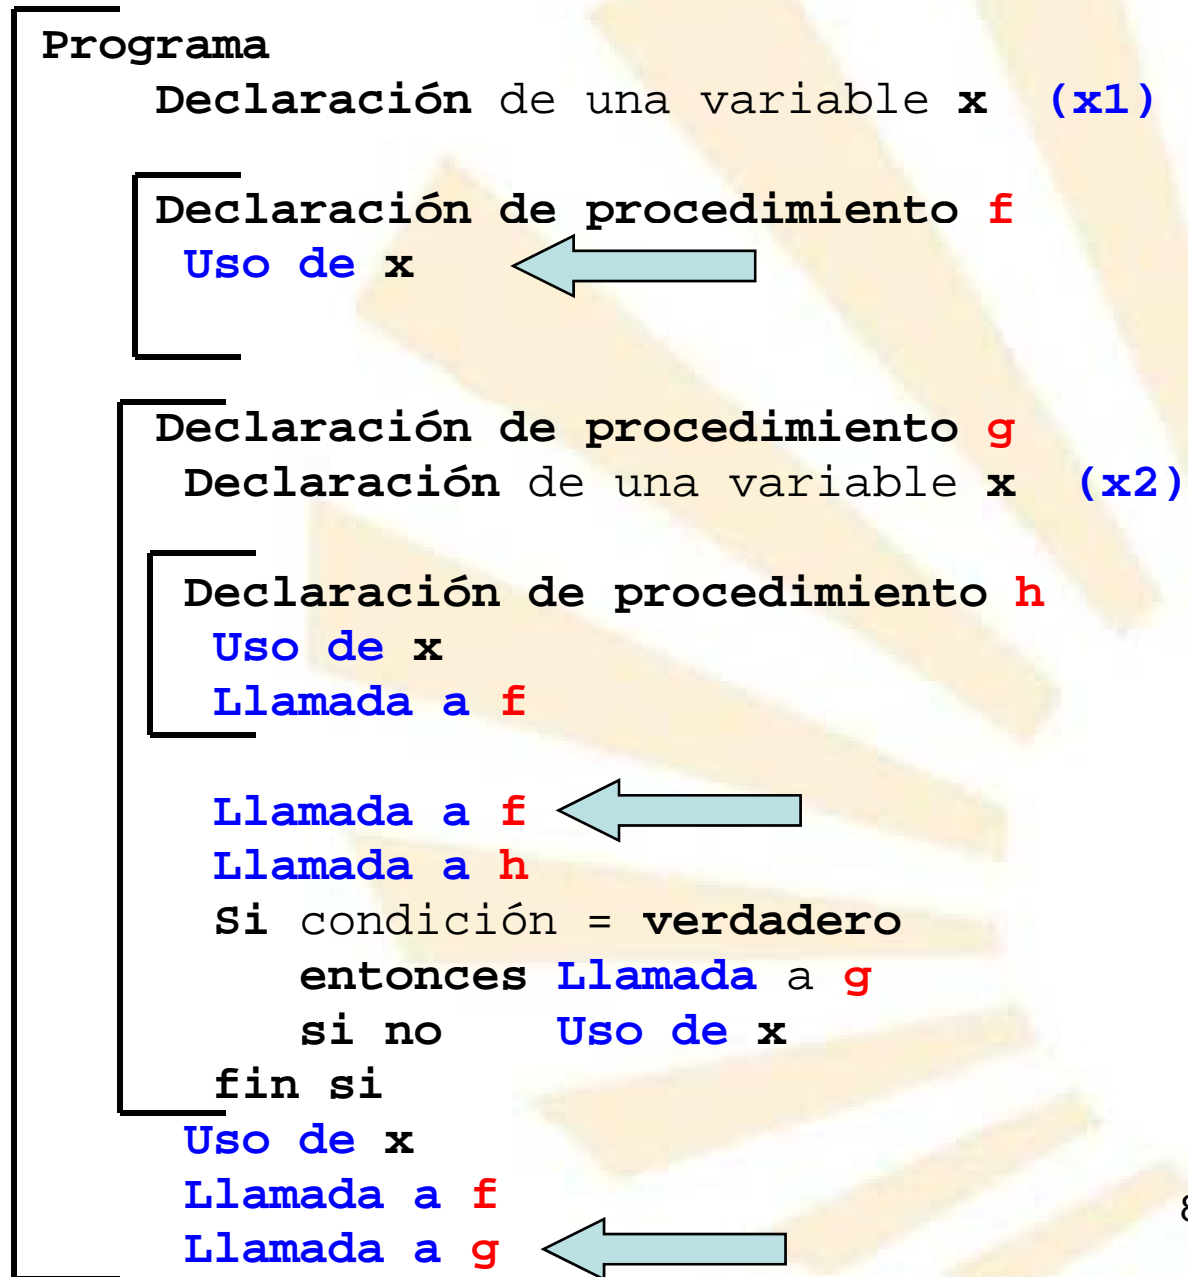 Programa
Declaración de una variable x (x1)
Declaración de procedimiento f
Uso de x
Declaración de procedimiento g
Declaración de una variable x (x2)
Declaración de procedimiento h
Uso de x
Llamada a f
Llamada a f
Llamada a h
Si condición = verdadero
entonces Llamada a g
si no Uso de x
fin si
Uso de x
Llamada a f
Llamada a g